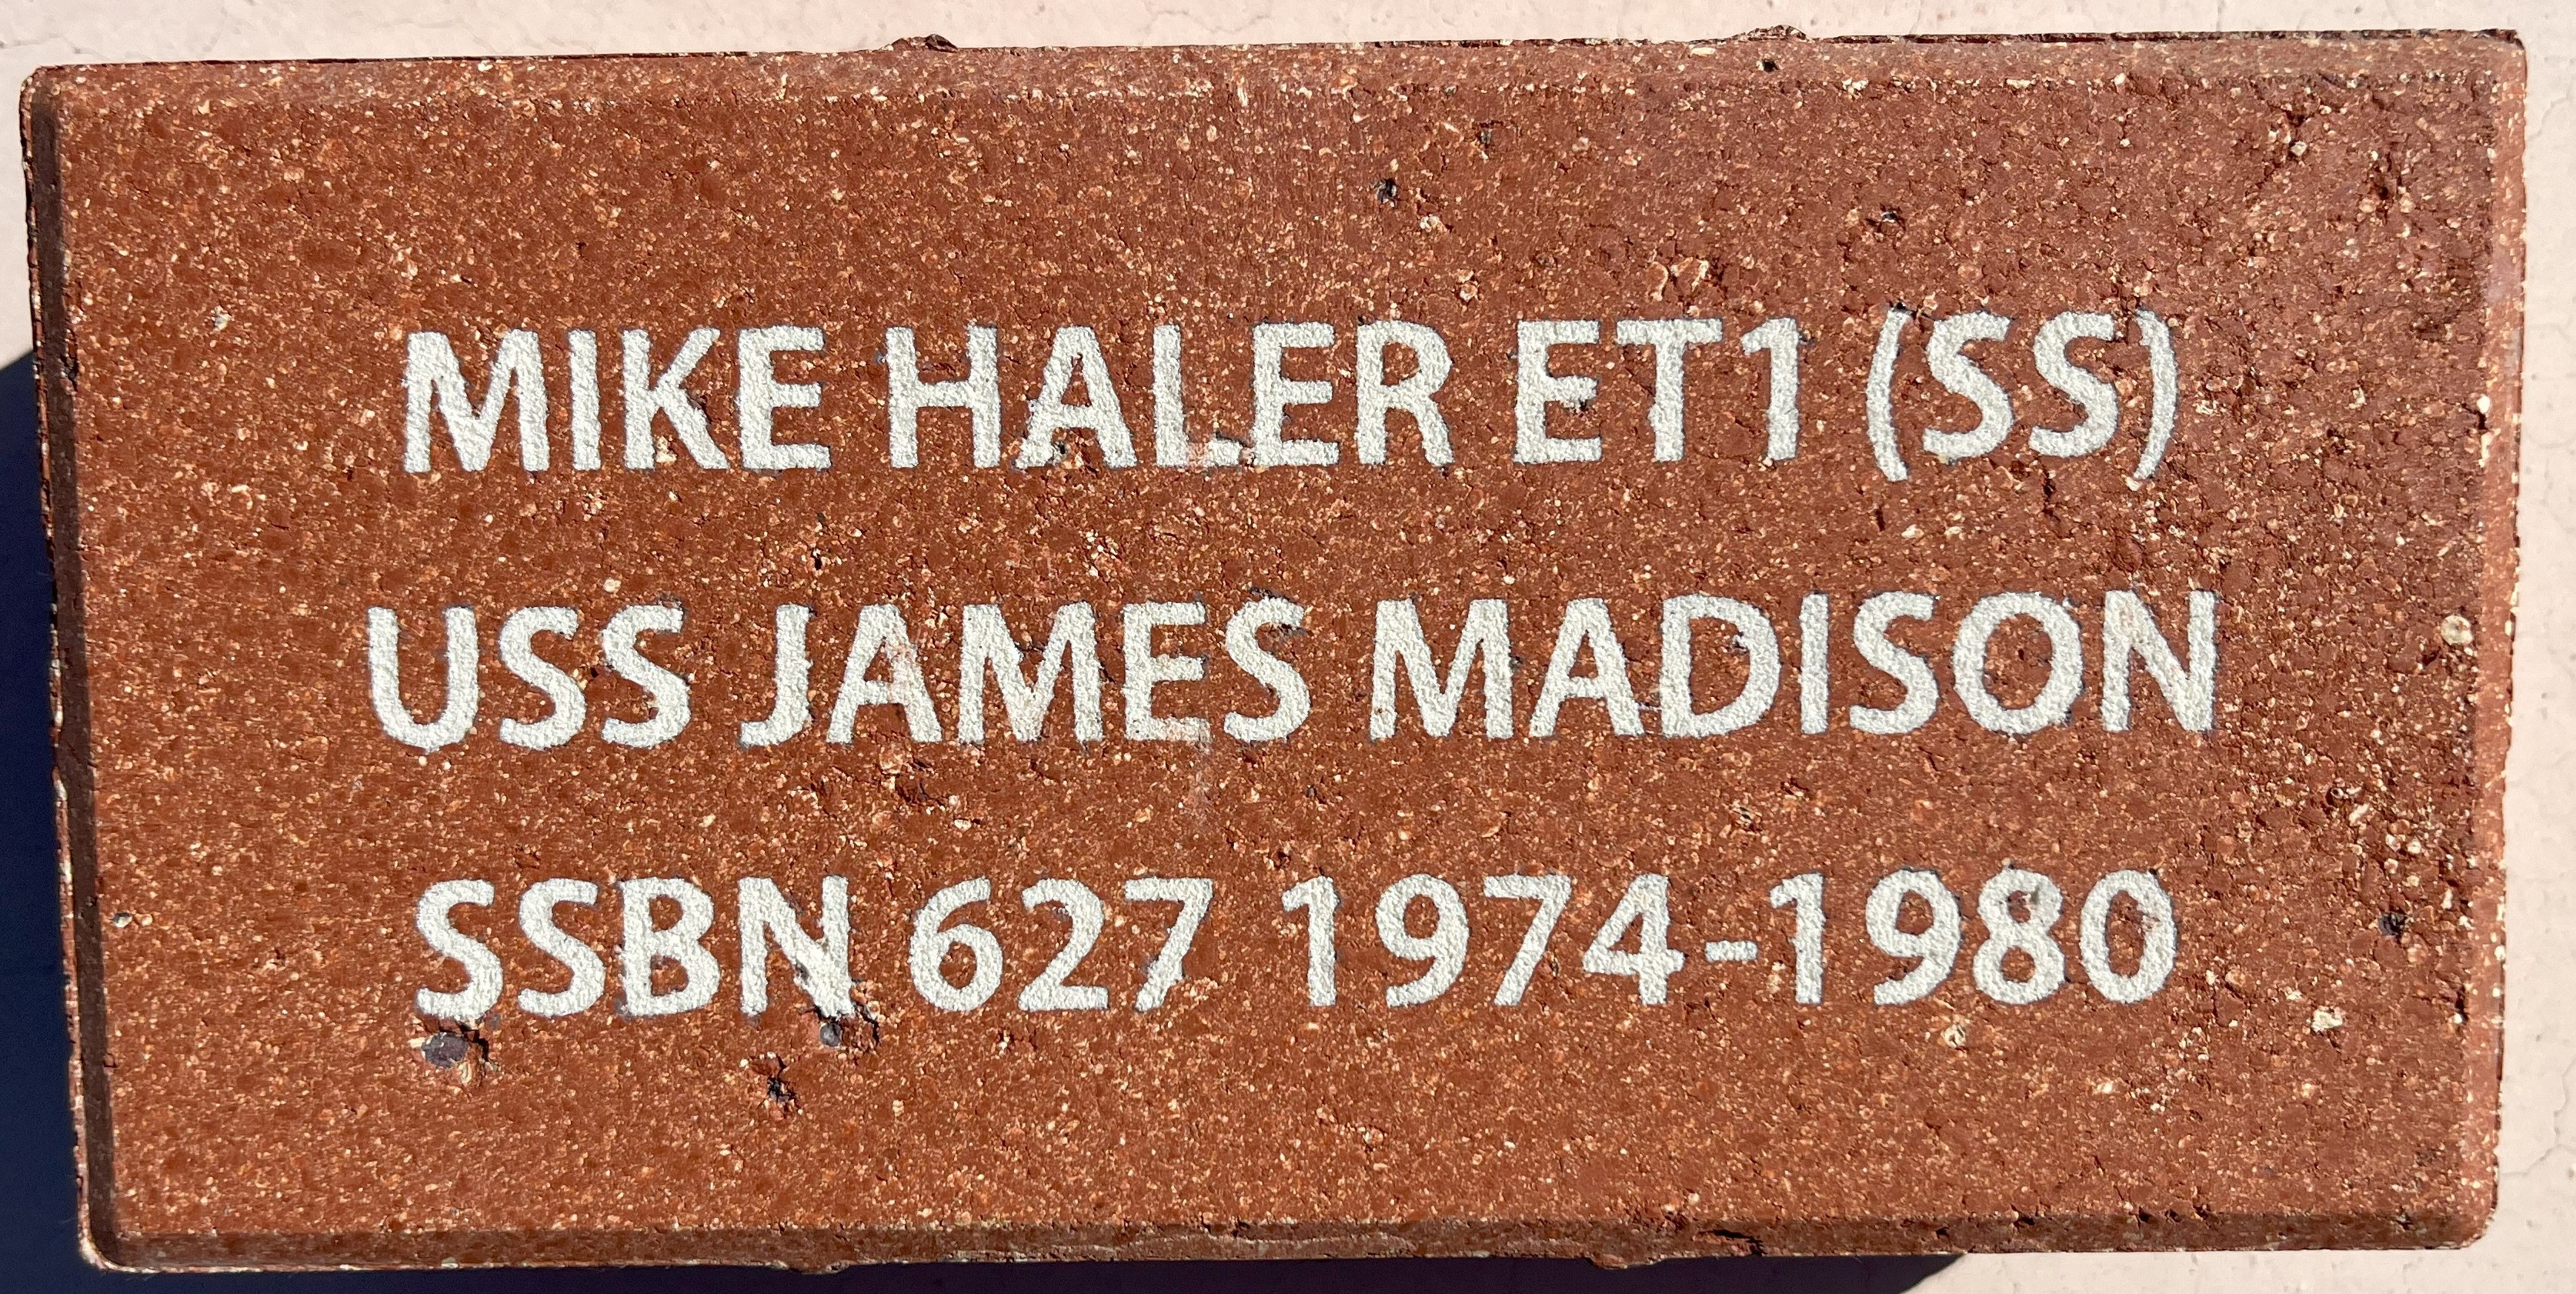 MIKE HALER ET1 (SS)
USS JAMES MADISON
SSBN 627 1974-1980